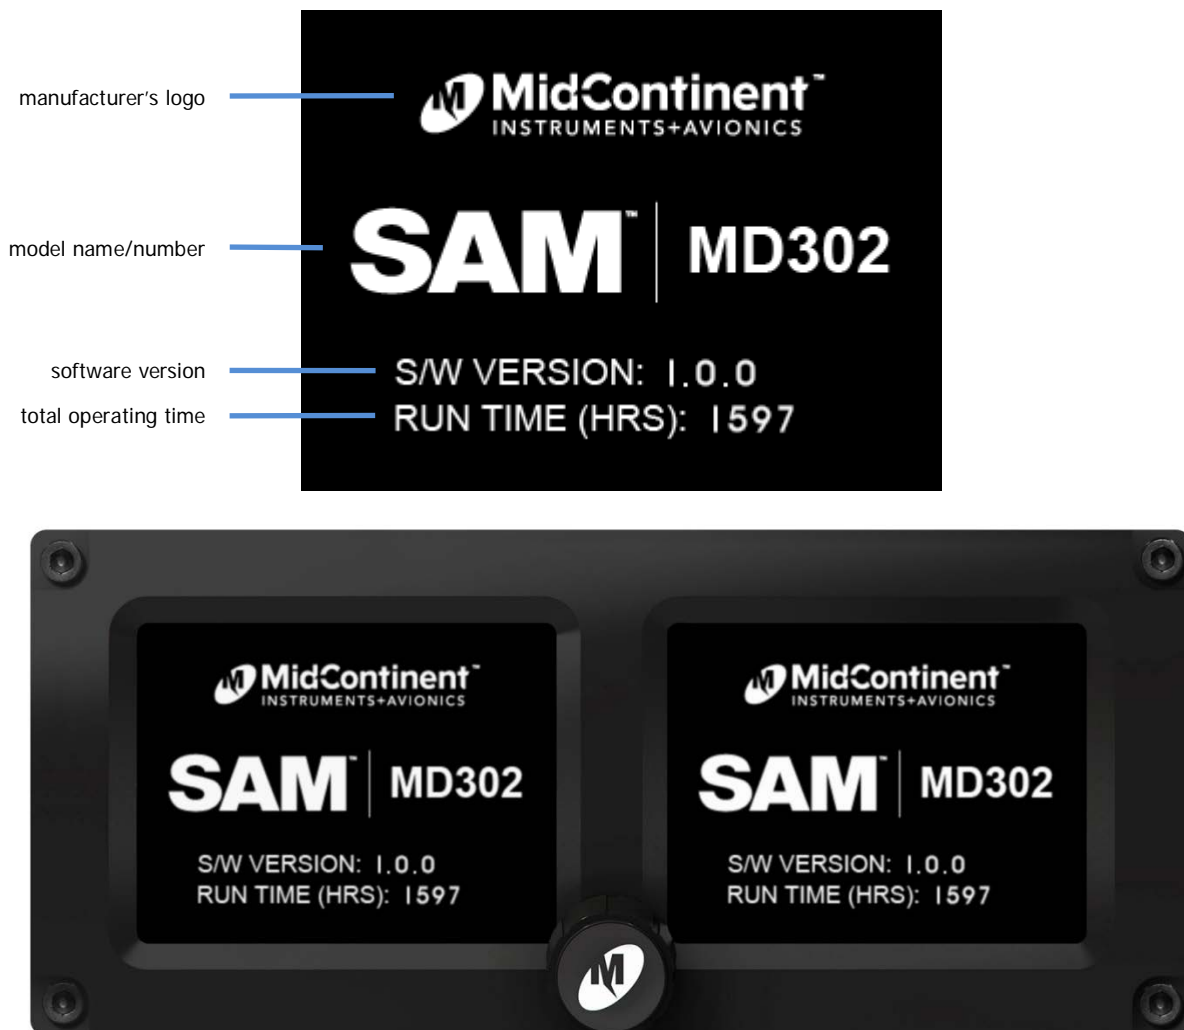 manufacturer's logo
MidContinent™
INSTRUMENTS+AVIONICS
model name/number
SAM™ | MD302
software version
S/W VERSION: 1.0.0
total operating time
RUN TIME (HRS): 1597
MidContinent™
INSTRUMENTS+AVIONICS
SAM™ | MD302
S/W VERSION: 1.0.0
RUN TIME (HRS): 1597
MidContinent™
INSTRUMENTS+AVIONICS
SAM™ | MD302
S/W VERSION: 1.0.0
RUN TIME (HRS): 1597
M